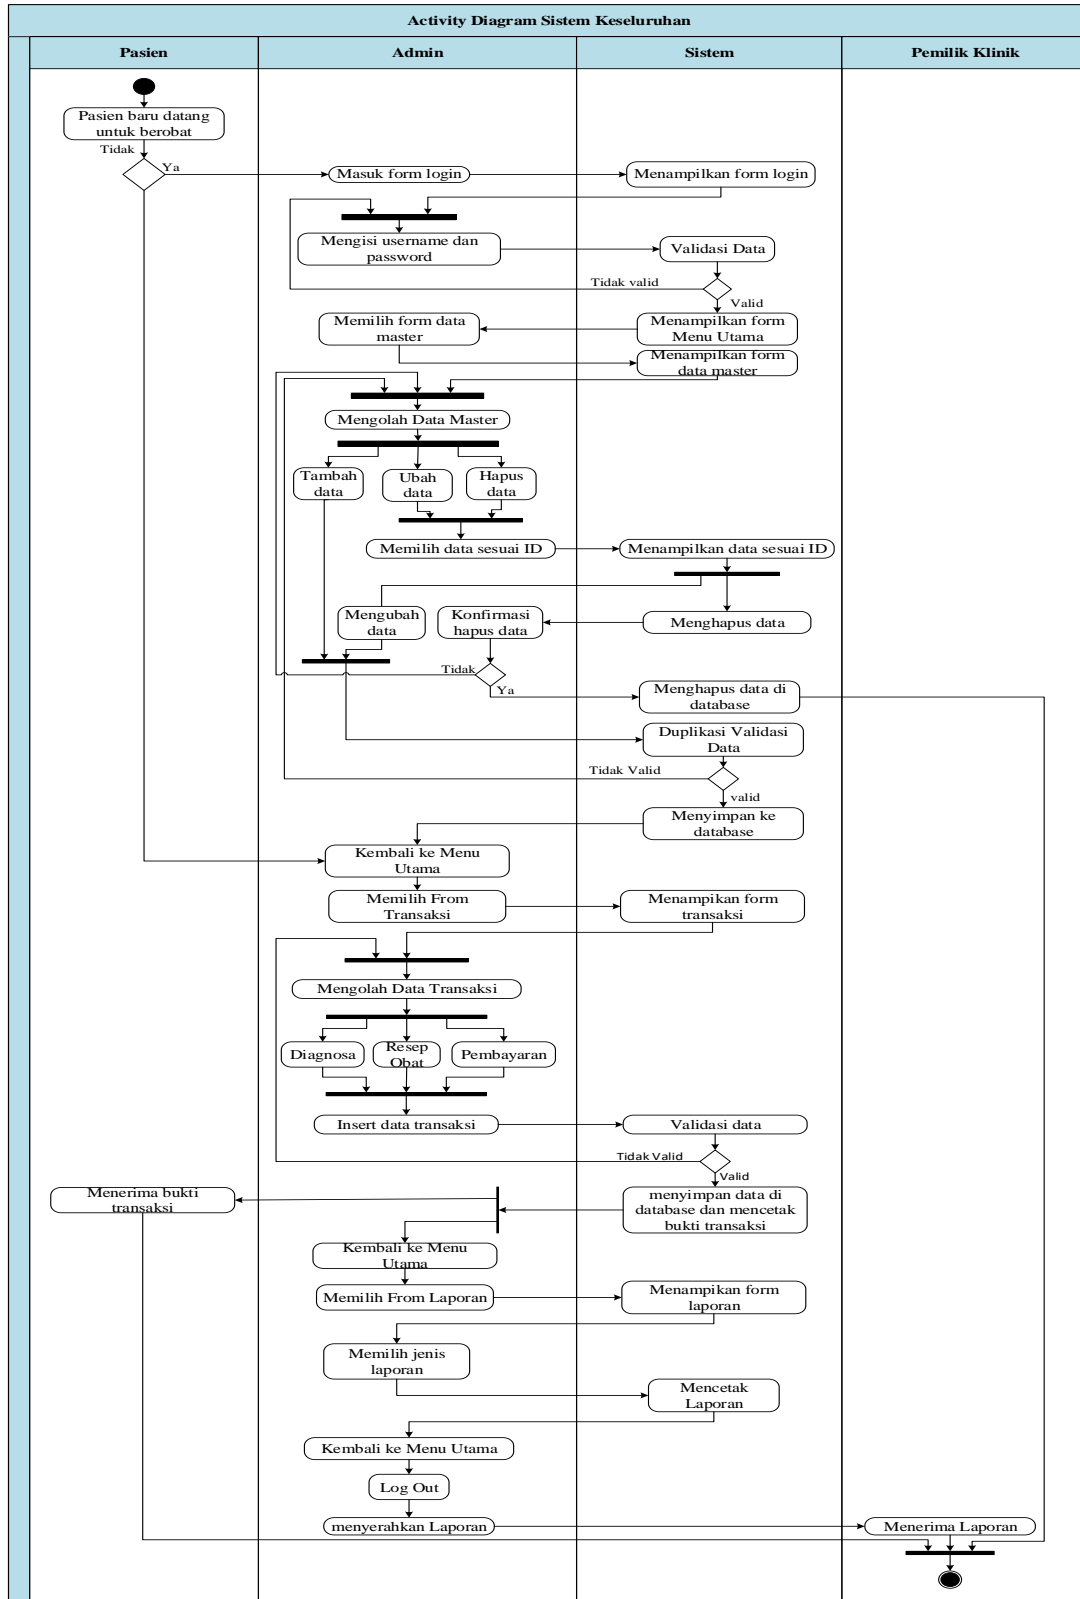 Activity Diagram Sistem Keseluruhan
Pasien
Admin
Sistem
Pemilik Klinik
Pasien baru datang
untuk berobat
Tidak
Ya
Masuk form login
Menampilkan form login
Mengisi username dan
password
Validasi Data
Tidak valid
Valid
Memilih form data
master
Menampilkan form
Menu Utama
Menampilkan form
data master
Mengolah Data Master
Tambah
data
Ubah
data
Hapus
data
Memilih data sesuai ID
Menampilkan data sesuai ID
Mengubah
data
Konfirmasi
hapus data
Menghapus data
Tidak
Ya
Menghapus data di
database
Duplikasi Validasi
Data
Tidak Valid
valid
Menyimpan ke
database
Kembali ke Menu
Utama
Memilih From
Transaksi
Menampikan form
transaksi
Mengolah Data Transaksi
Diagnosa
Resep
Obat
Pembayaran
Insert data transaksi
Validasi data
Tidak Valid
Valid
Menerima bukti
transaksi
menyimpan data di
database dan mencetak
bukti transaksi
Kembali ke Menu
Utama
Memilih From Laporan
Menampikan form
laporan
Memilih jenis
laporan
Mencetak
Laporan
Kembali ke Menu Utama
Log Out
menyerahkan Laporan
Menerima Laporan